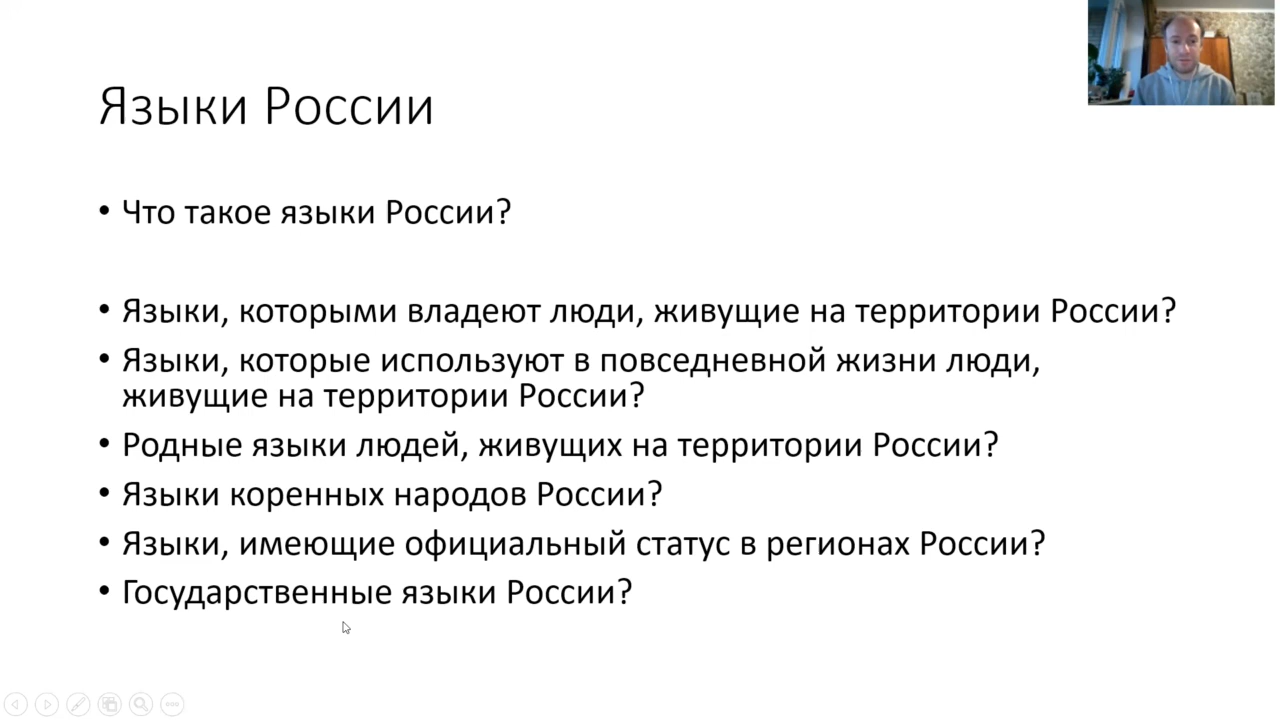 Языки России
• Что такое языки России?
• Языки, которыми владеют люди, живущие на территории России?
• Языки, которые используют в повседневной жизни люди,
живущие на территории России?
• Родные языки людей, живущих на территории России?
• Языки коренных народов России?
• Языки, имеющие официальный статус в регионах России?
• Государственные языки России?